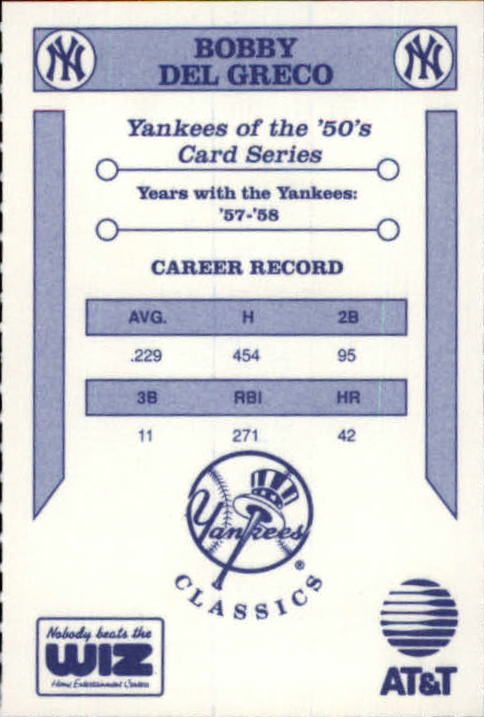 NY
NY
BOBBY
DEL GRECO
Yankees of the '50's
Card Series
Years with the Yankees:
'57-'58
CAREER RECORD
AVG. H 2B
.229 454 95
3B RBI HR
11 271 42
Yankees
®
CLASSICS
Nobody beats the
WIZ
Home Entertainment Centers
AT&T